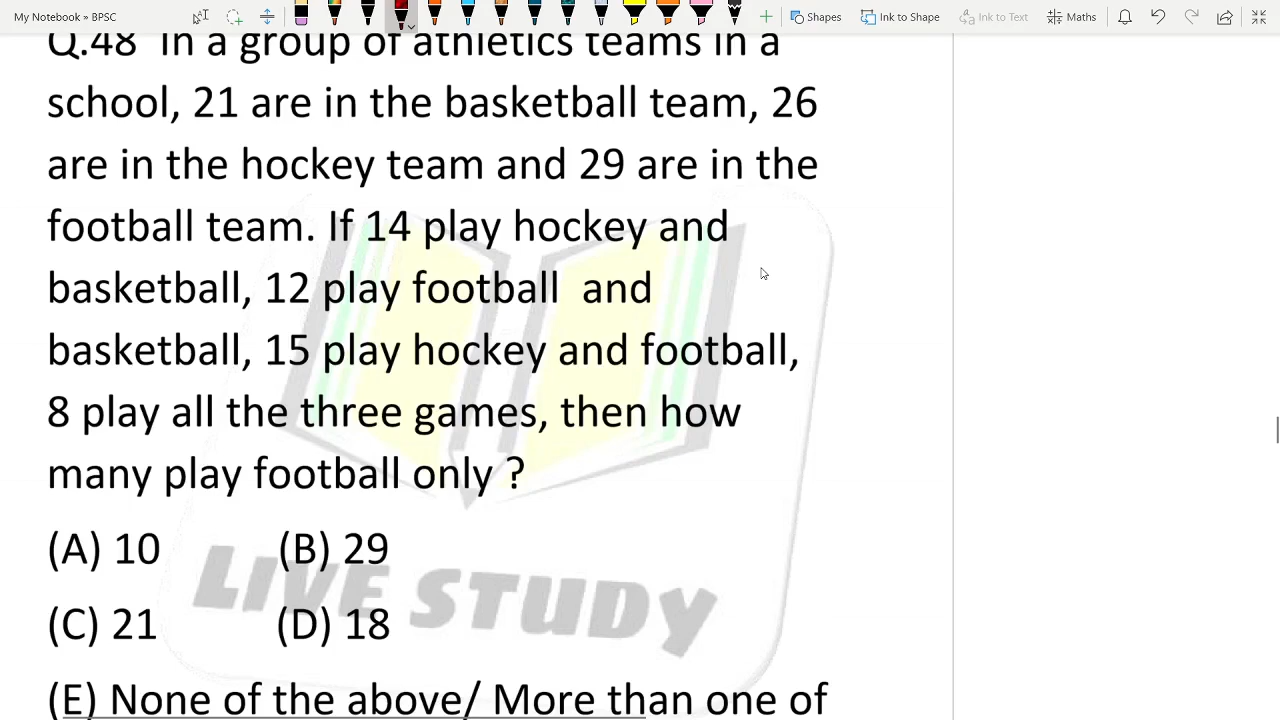 My Notebook » BPSC
Shapes
Ink to Shape
Ink to Text
Maths
Q.48 In a group of athletics teams in a
school, 21 are in the basketball team, 26
are in the hockey team and 29 are in the
football team. If 14 play hockey and
basketball, 12 play football and
basketball, 15 play hockey and football,
8 play all the three games, then how
many play football only ?
(A) 10 (B) 29
(C) 21 (D) 18
(E) None of the above/ More than one of
LIVE STUDY